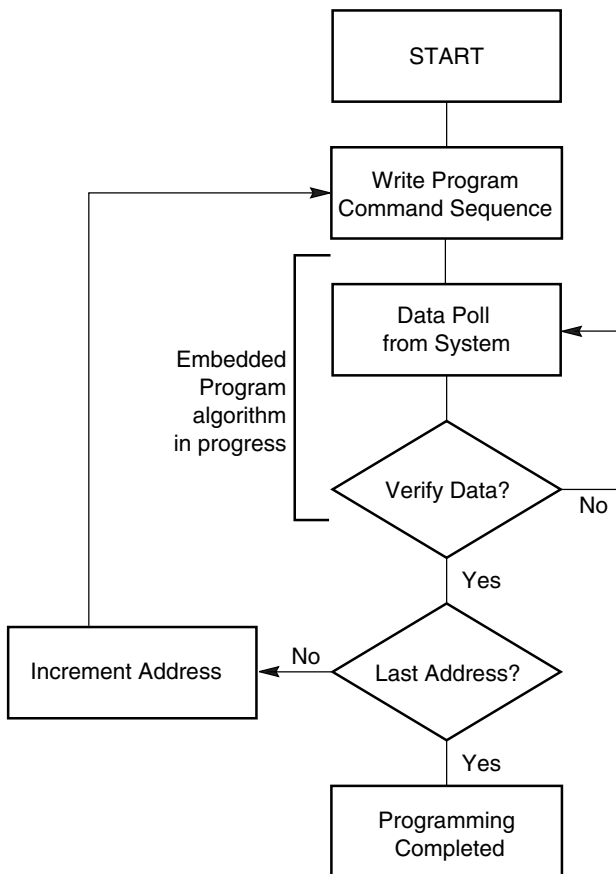 START
Write Program
Command Sequence
Data Poll
from System
Embedded
Program
algorithm
in progress
Verify Data?
No
Yes
No
Increment Address
Last Address?
Yes
Programming
Completed